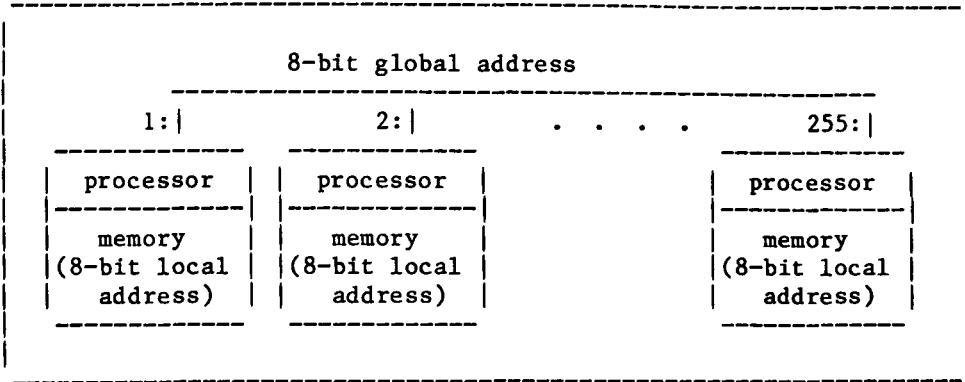 8-bit global address
1:| 2:| . . . . 255:|
processor processor processor
memory memory memory
(8-bit local (8-bit local (8-bit local
address) address) address)